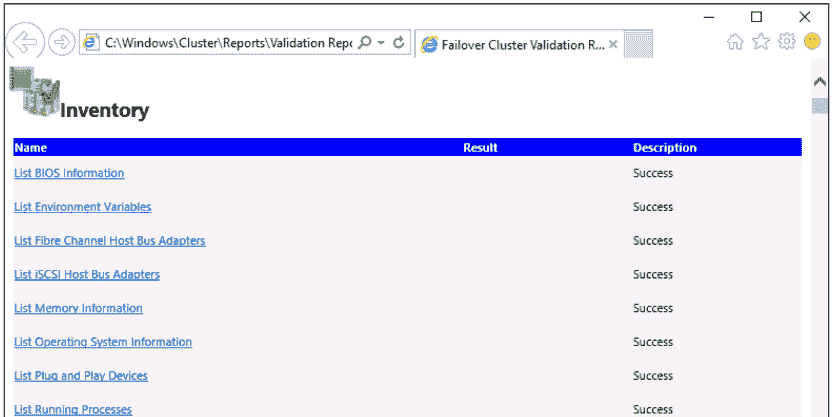 C:\Windows\Cluster\Reports\Validation Repo
Failover Cluster Validation R...
Inventory
Name Result Description
List BIOS Information Success
List Environment Variables Success
List Fibre Channel Host Bus Adapters Success
List iSCSI Host Bus Adapters Success
List Memory Information Success
List Operating System Information Success
List Plug and Play Devices Success
List Running Processes Success